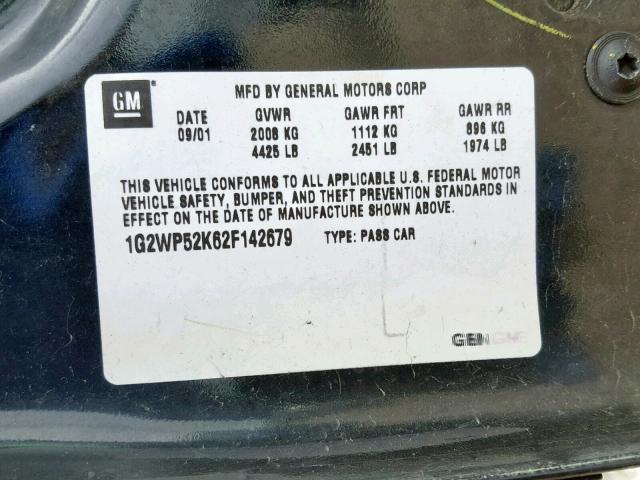 GM
MFD BY GENERAL MOTORS CORP
DATE GVWR GAWR FRT GAWR RR
09/01 2008 KG 1112 KG 896 KG
4425 LB 2451 LB 1974 LB
THIS VEHICLE CONFORMS TO ALL APPLICABLE U.S. FEDERAL MOTOR
VEHICLE SAFETY, BUMPER, AND THEFT PREVENTION STANDARDS IN
EFFECT ON THE DATE OF MANUFACTURE SHOWN ABOVE.
1G2WP52K62F142679 TYPE: PASS CAR